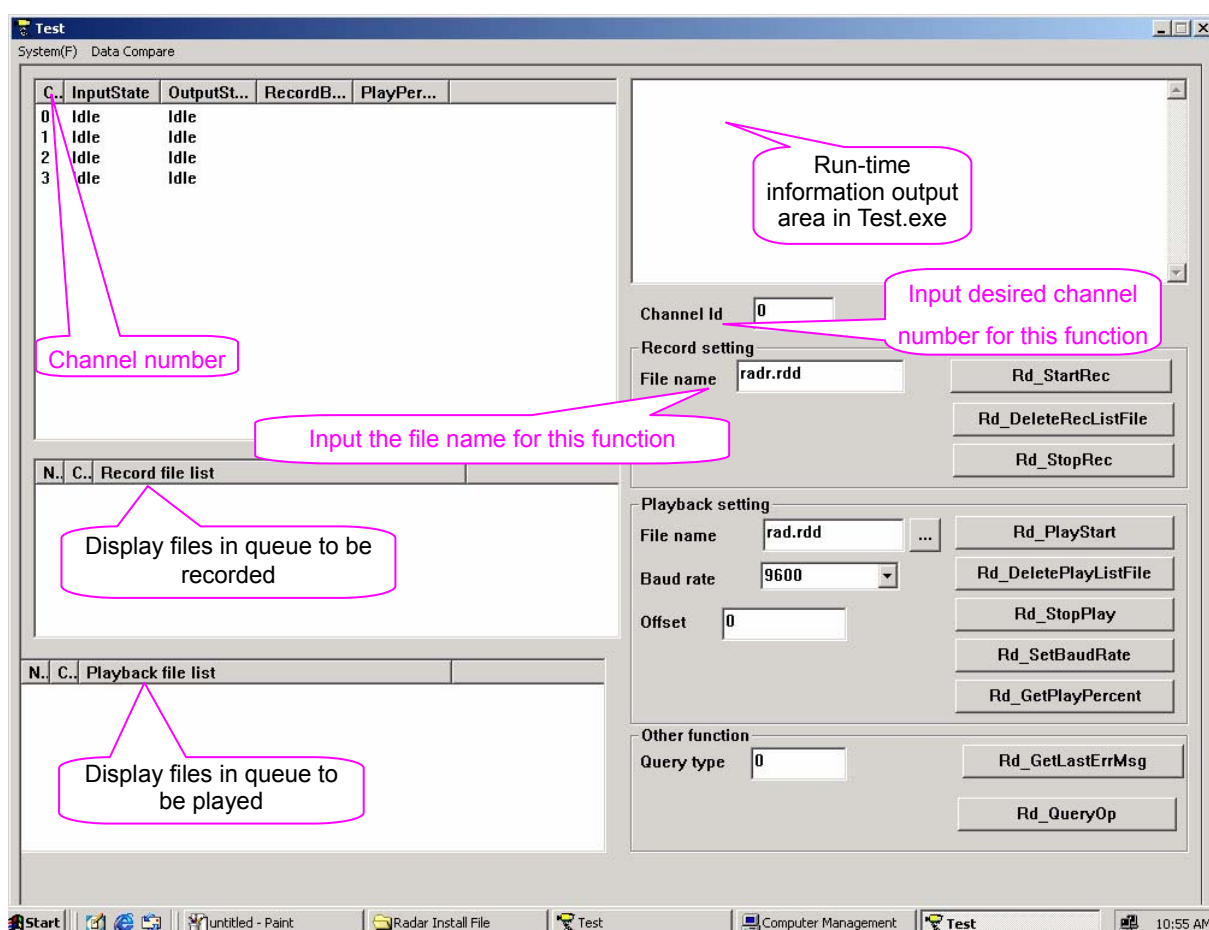 Test
System(F) Data Compare
C.. InputState OutputSt... RecordB... PlayPer...
0 Idle Idle
1 Idle Idle
2 Idle Idle
3 Idle Idle
Channel number
Run-time
information output
area in Test.exe
Channel Id 0
Input desired channel
number for this function
Record setting
File name radr.rdd
Rd_StartRec
Rd_DeleteRecListFile
Rd_StopRec
Input the file name for this function
N.. C.. Record file list
Display files in queue to be
recorded
Playback setting
File name rad.rdd ...
Baud rate 9600
Offset 0
Rd_PlayStart
Rd_DeletePlayListFile
Rd_StopPlay
Rd_SetBaudRate
Rd_GetPlayPercent
N.. C.. Playback file list
Display files in queue to
be played
Other function
Query type 0
Rd_GetLastErrMsg
Rd_QueryOp
Start untitled - Paint Radar Install File Test Computer Management Test 10:55 AM